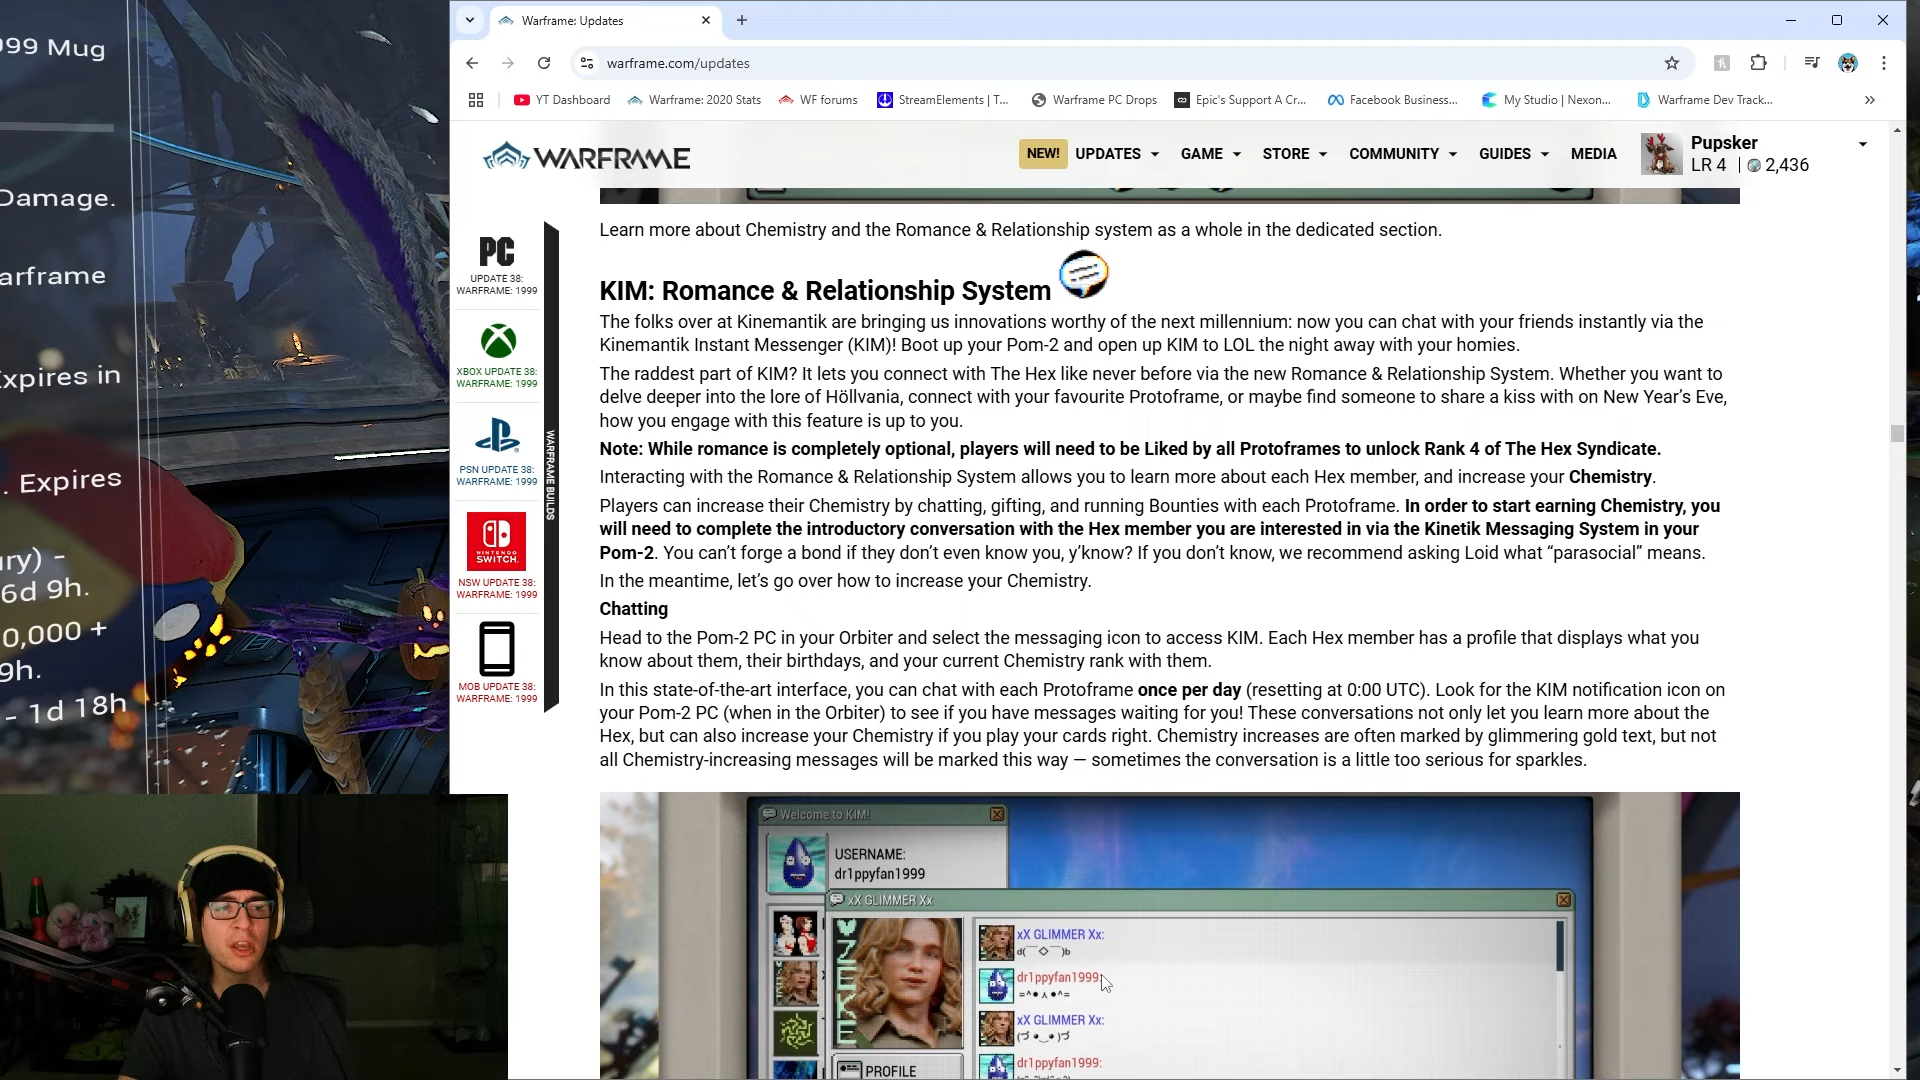 999 Mug
Damage.
arframe
Expires in
. Expires
ury) -
6d 9h.
0,000 +
9h.
- 1d 18h
Warframe: Updates
warframe.com/updates
YT Dashboard
Warframe: 2020 Stats
WF forums
StreamElements | T...
Warframe PC Drops
Epic's Support A Cr...
Facebook Business...
My Studio | Nexon...
Warframe Dev Track...
WARFRAME
NEW!
UPDATES
GAME
STORE
COMMUNITY
GUIDES
MEDIA
Pupsker
LR 4 | 2,436
PC
UPDATE 38:
WARFRAME: 1999
XBOX UPDATE 38:
WARFRAME: 1999
PSN UPDATE 38:
WARFRAME: 1999
NINTENDO
SWITCH
NSW UPDATE 38:
WARFRAME: 1999
MOB UPDATE 38:
WARFRAME: 1999
WARFRAME BUILDS
Learn more about Chemistry and the Romance & Relationship system as a whole in the dedicated section.
KIM: Romance & Relationship System
The folks over at Kinemantik are bringing us innovations worthy of the next millennium: now you can chat with your friends instantly via the
Kinemantik Instant Messenger (KIM)! Boot up your Pom-2 and open up KIM to LOL the night away with your homies.
The raddest part of KIM? It lets you connect with The Hex like never before via the new Romance & Relationship System. Whether you want to
delve deeper into the lore of Höllvania, connect with your favourite Protoframe, or maybe find someone to share a kiss with on New Year’s Eve,
how you engage with this feature is up to you.
Note: While romance is completely optional, players will need to be Liked by all Protoframes to unlock Rank 4 of The Hex Syndicate.
Interacting with the Romance & Relationship System allows you to learn more about each Hex member, and increase your Chemistry.
Players can increase their Chemistry by chatting, gifting, and running Bounties with each Protoframe. In order to start earning Chemistry, you
will need to complete the introductory conversation with the Hex member you are interested in via the Kinetik Messaging System in your
Pom-2. You can’t forge a bond if they don’t even know you, y’know? If you don’t know, we recommend asking Loid what “parasocial” means.
In the meantime, let’s go over how to increase your Chemistry.
Chatting
Head to the Pom-2 PC in your Orbiter and select the messaging icon to access KIM. Each Hex member has a profile that displays what you
know about them, their birthdays, and your current Chemistry rank with them.
In this state-of-the-art interface, you can chat with each Protoframe once per day (resetting at 0:00 UTC). Look for the KIM notification icon on
your Pom-2 PC (when in the Orbiter) to see if you have messages waiting for you! These conversations not only let you learn more about the
Hex, but can also increase your Chemistry if you play your cards right. Chemistry increases are often marked by glimmering gold text, but not
all Chemistry-increasing messages will be marked this way — sometimes the conversation is a little too serious for sparkles.
Welcome to KIM!
USERNAME:
dr1ppyfan1999
xX GLIMMER Xx
ZEKE
PROFILE
xX GLIMMER Xx:
d(￣◇￣)b
dr1ppyfan1999:
=^● ⋏ ●^=
xX GLIMMER Xx:
(づ ◕‿◕ )づ
dr1ppyfan1999: